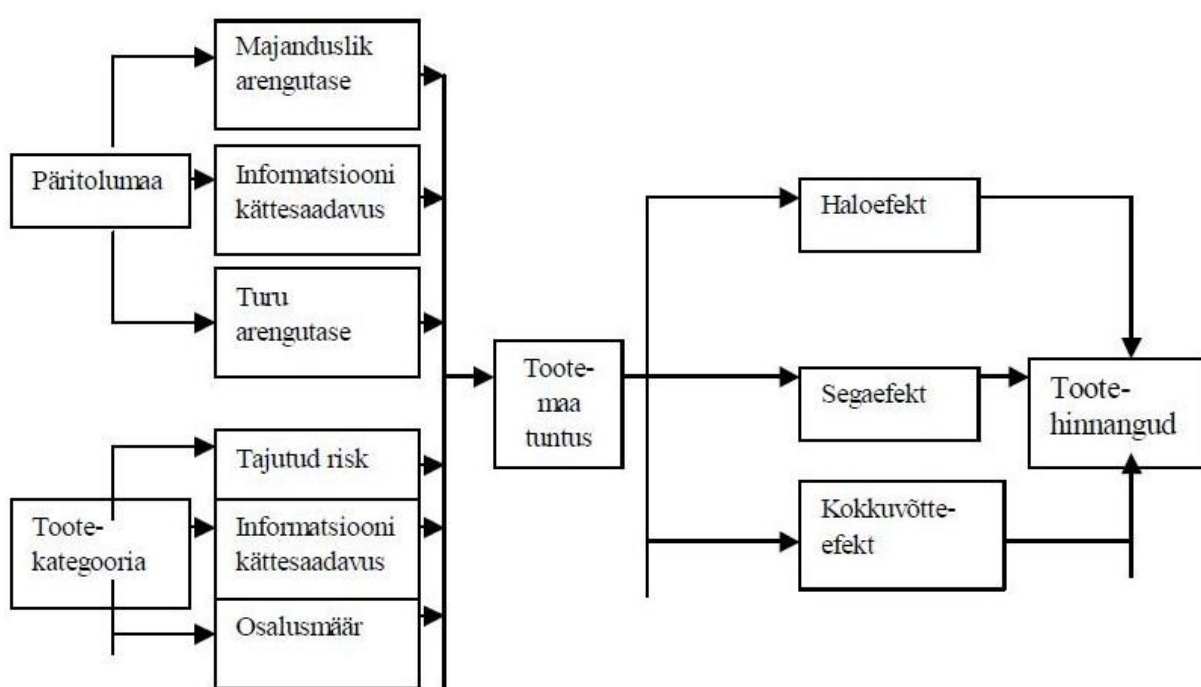 Majanduslik
arengutase
Päritolumaa
Informatsiooni
kättesaadavus
Turu
arengutase
Tajutud risk
Toote-
kategooria
Informatsiooni
kättesaadavus
Osalusmäär
Toote-
maa
tuntus
Haloefekt
Segaefekt
Kokkuvõtte-
efekt
Toote-
hinnangud